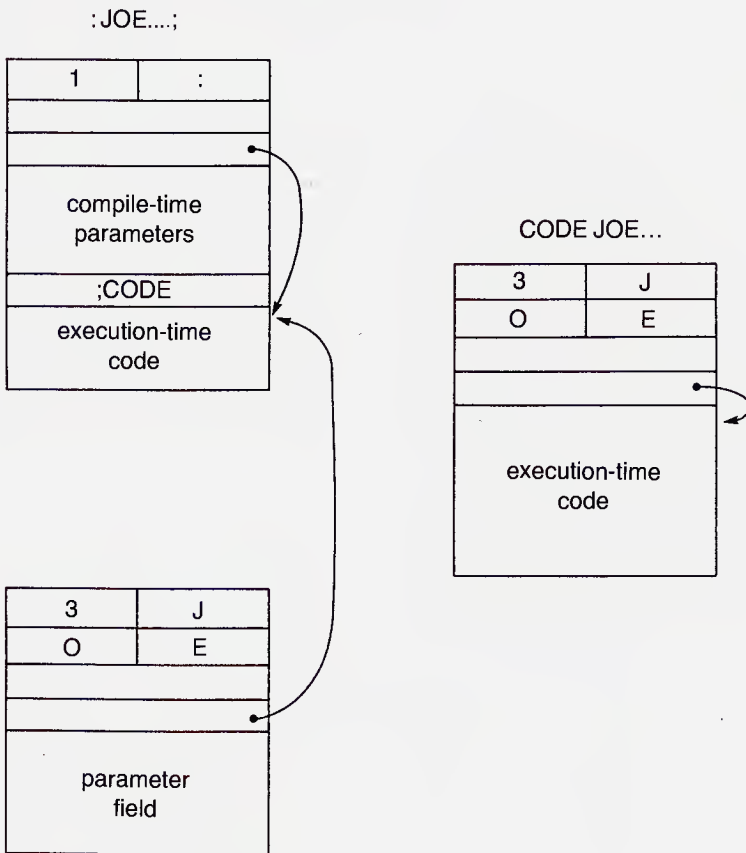 : JOE....;
1 :
compile-time
parameters
;CODE
execution-time
code
3 J
O E
parameter
field
CODE JOE...
3 J
O E
execution-time
code